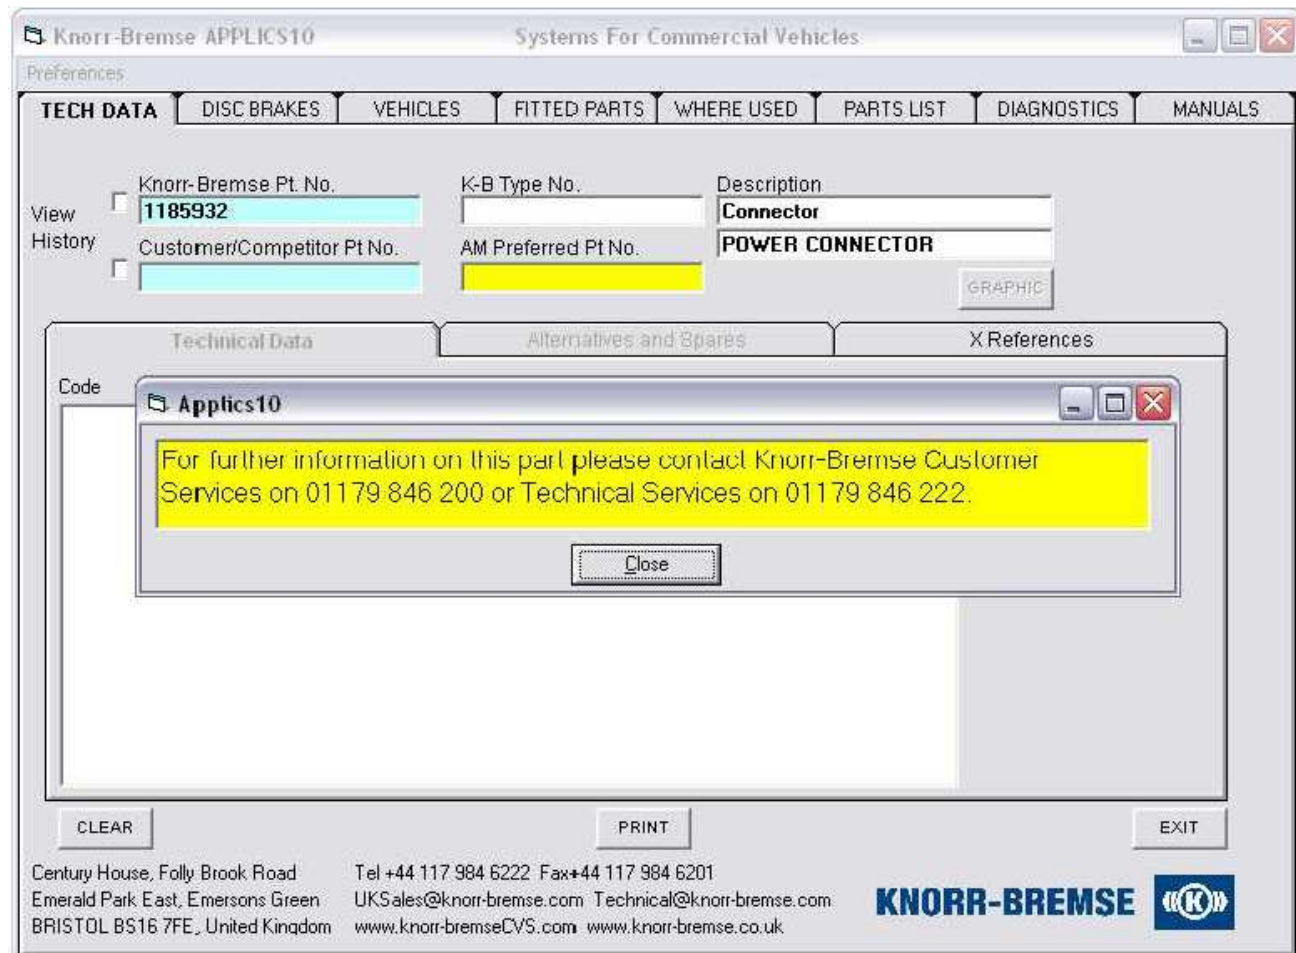 Knorr-Bremse APPLICS10 Systems For Commercial Vehicles
Preferences
TECH DATA DISC BRAKES VEHICLES FITTED PARTS WHERE USED PARTS LIST DIAGNOSTICS MANUALS
Knorr-Bremse Pt. No. K-B Type No. Description
View 1185932 Connector
History Customer/Competitor Pt No. AM Preferred Pt No. POWER CONNECTOR
GRAPHIC
Technical Data Alternatives and Spares X References
Code
Applics10
For further information on this part please contact Knorr-Bremse Customer
Services on 01179 846 200 or Technical Services on 01179 846 222.
Close
CLEAR PRINT EXIT
Century House, Folly Brook Road Tel +44 117 984 6222 Fax+44 117 984 6201
Emerald Park East, Emersons Green UKSales@knorr-bremse.com Technical@knorr-bremse.com
BRISTOL BS16 7FE, United Kingdom www.knorr-bremseCVS.com www.knorr-bremse.co.uk
KNORR-BREMSE ((K))